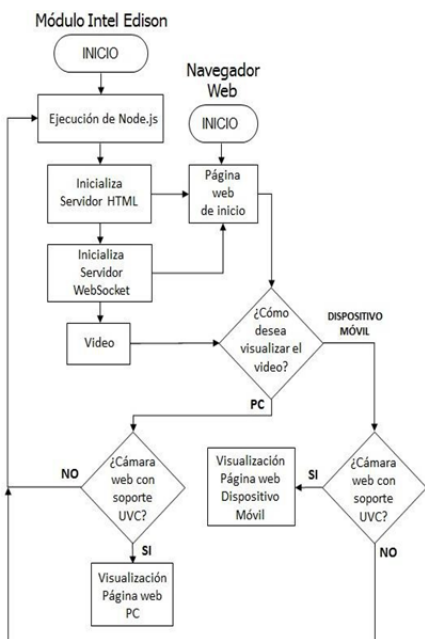 Módulo Intel Edison
INICIO
Navegador
Web
Ejecución de Node.js
INICIO
Inicializa
Servidor HTML
Página
web
de inicio
Inicializa
Servidor
WebSocket
Video
¿Cómo
desea
visualizar el
video?
DISPOSITIVO
MÓVIL
PC
¿Cámara
web con
soporte
UVC?
NO
SI
Visualización
Página web
PC
Visualización
Página web
Dispositivo
Móvil
SI
¿Cámara
web con
soporte
UVC?
NO